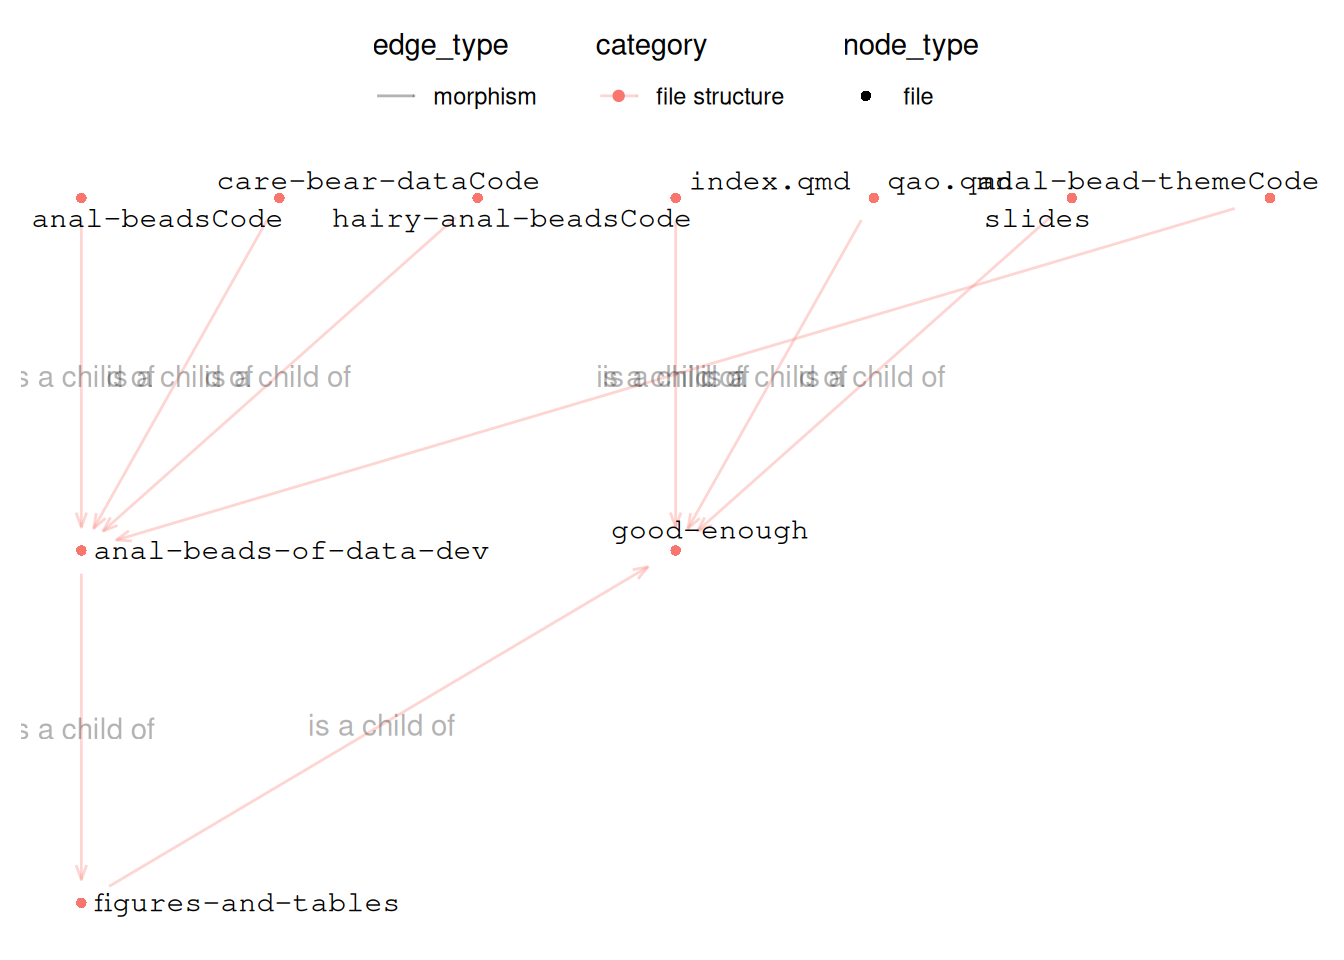 edge_type category node_type
morphism file structure file
care-bear-dataCode index.qmd qao.qmd anal-bead-themeCode
anal-beadsCode hairy-anal-beadsCode slides
s a child of is a child of is a child of is a child of is a child of is a child of is a child of
good-enough
anal-beads-of-data-dev
s a child of is a child of
figures-and-tables